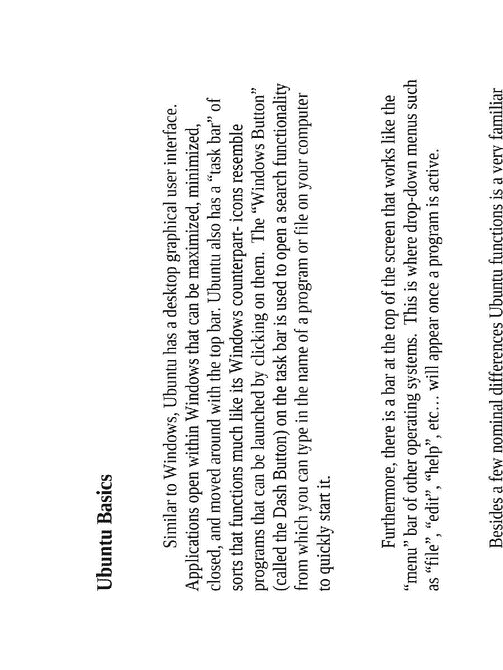 Ubuntu Basics
Similar to Windows, Ubuntu has a desktop graphical user interface.
Applications open within Windows that can be maximized, minimized,
closed, and moved around with the top bar. Ubuntu also has a “task bar” of
sorts that functions much like its Windows counterpart- icons resemble
programs that can be launched by clicking on them.  The “Windows Button”
(called the Dash Button) on the task bar is used to open a search functionality
from which you can type in the name of a program or file on your computer
to quickly start it.
Furthermore, there is a bar at the top of the screen that works like the
“menu” bar of other operating systems.  This is where drop-down menus such
as “file”, “edit”, “help”, etc… will appear once a program is active.
Besides a few nominal differences Ubuntu functions is a very familiar